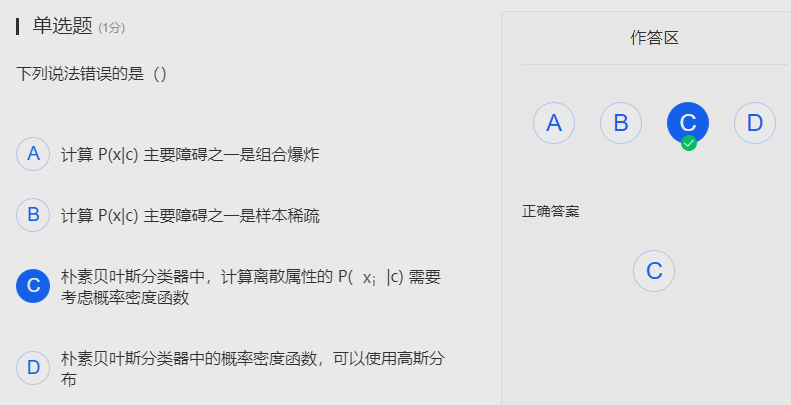 单选题 (1分)
下列说法错误的是（）
A 计算 P(x|c) 主要障碍之一是组合爆炸
B 计算 P(x|c) 主要障碍之一是样本稀疏
C 朴素贝叶斯分类器中，计算离散属性的 P( xᵢ |c) 需要
考虑概率密度函数
D 朴素贝叶斯分类器中的概率密度函数，可以使用高斯分
布
作答区
A B C D
正确答案
C